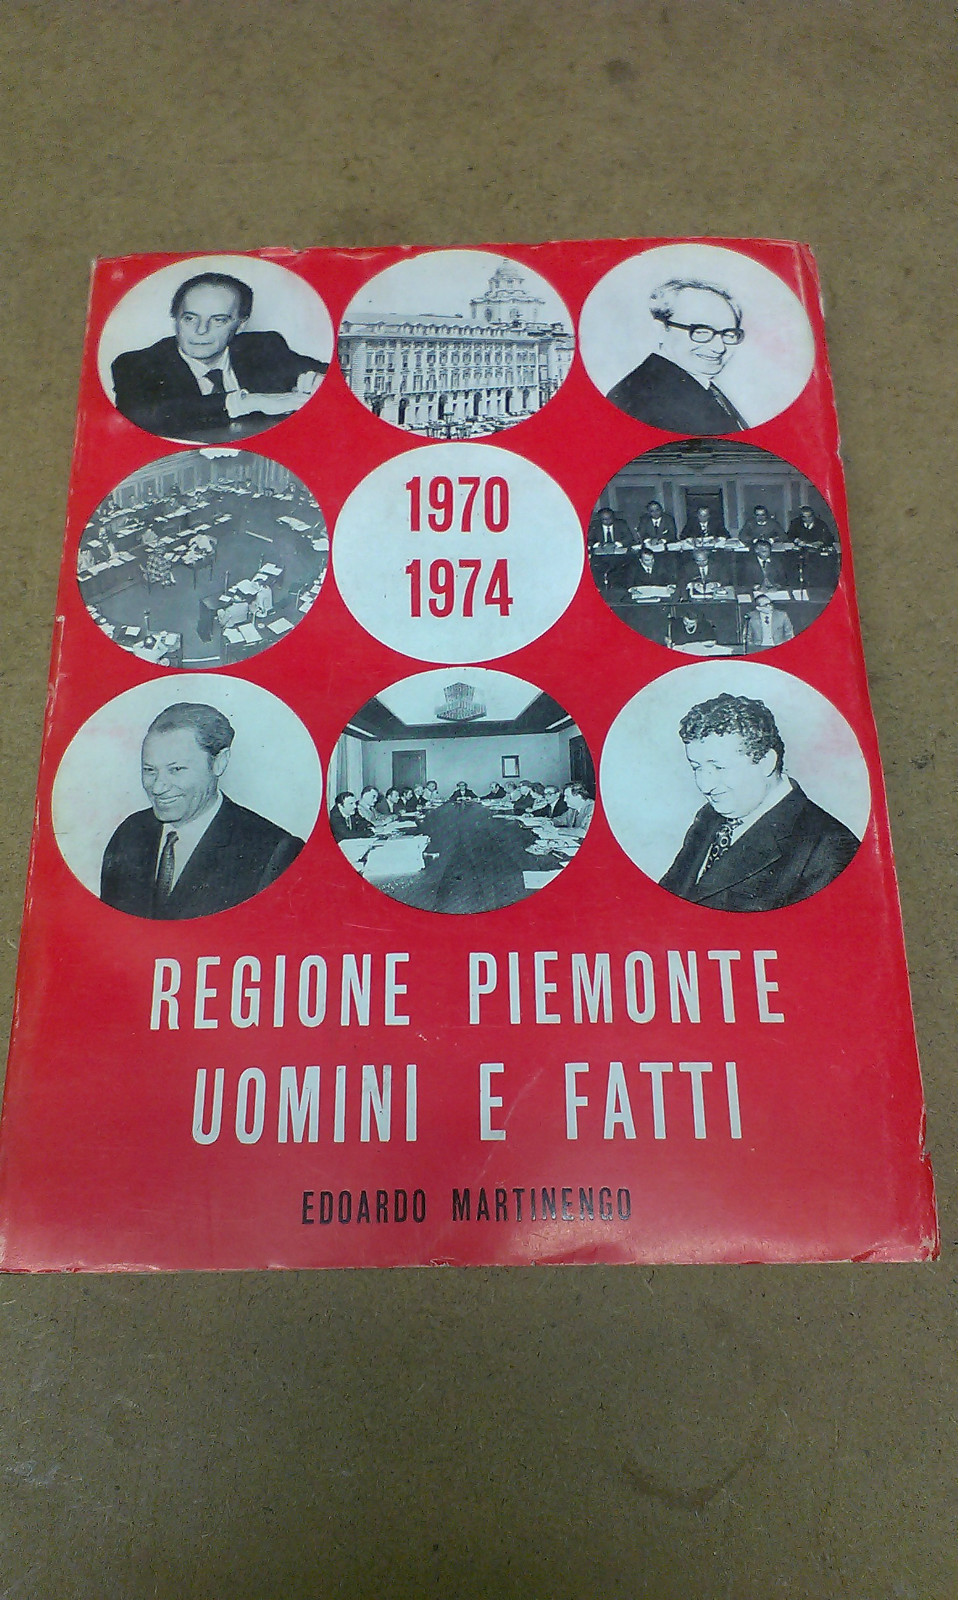 1970
1974
REGIONE PIEMONTE
UOMINI E FATTI
EDOARDO MARTINENGO